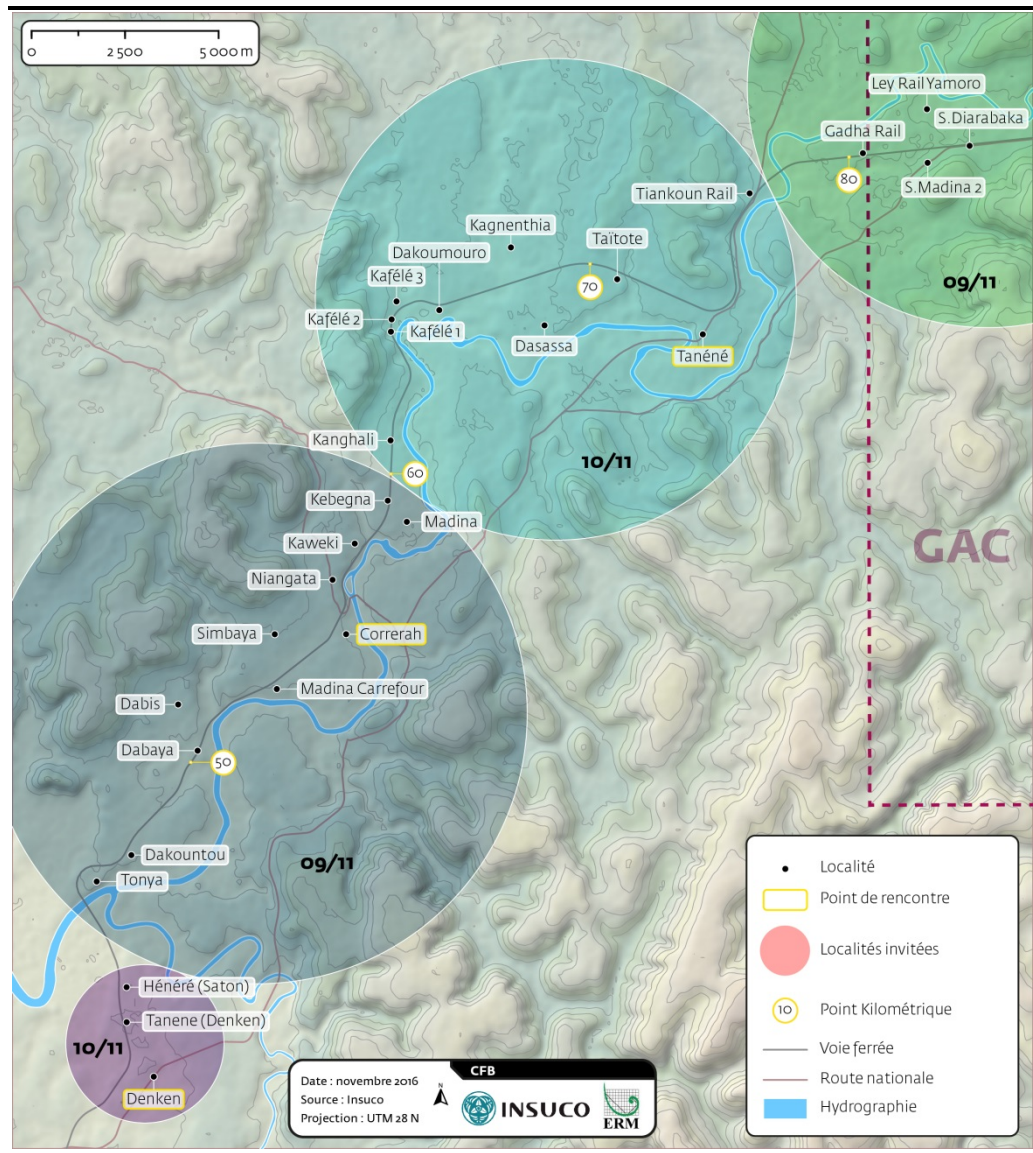 0 2 500 5 000 m
Ley Rail Yamoro
S.Diarabaka
Gadha Rail
80
S.Madina 2
Tiankoun Rail
09/11
Kagnenthia
Taïtote
Dakoumouro
Kafélé 3
70
Kafélé 2
Kafélé 1
Dasassa
Tanéné
Kanghali
10/11
60
Kebegna
Madina
Kaweki
GAC
Niangata
Simbaya
Correrah
Madina Carrefour
Dabis
Dabaya
50
Dakountou
09/11
Tonya
Hénéré (Saton)
Tanene (Denken)
10/11
Denken
Localité
Point de rencontre
Localités invitées
10 Point Kilométrique
Voie ferrée
Route nationale
Hydrographie
CFB
Date : novembre 2016
Source : Insuco
Projection : UTM 28 N
N
INSUCO
ERM